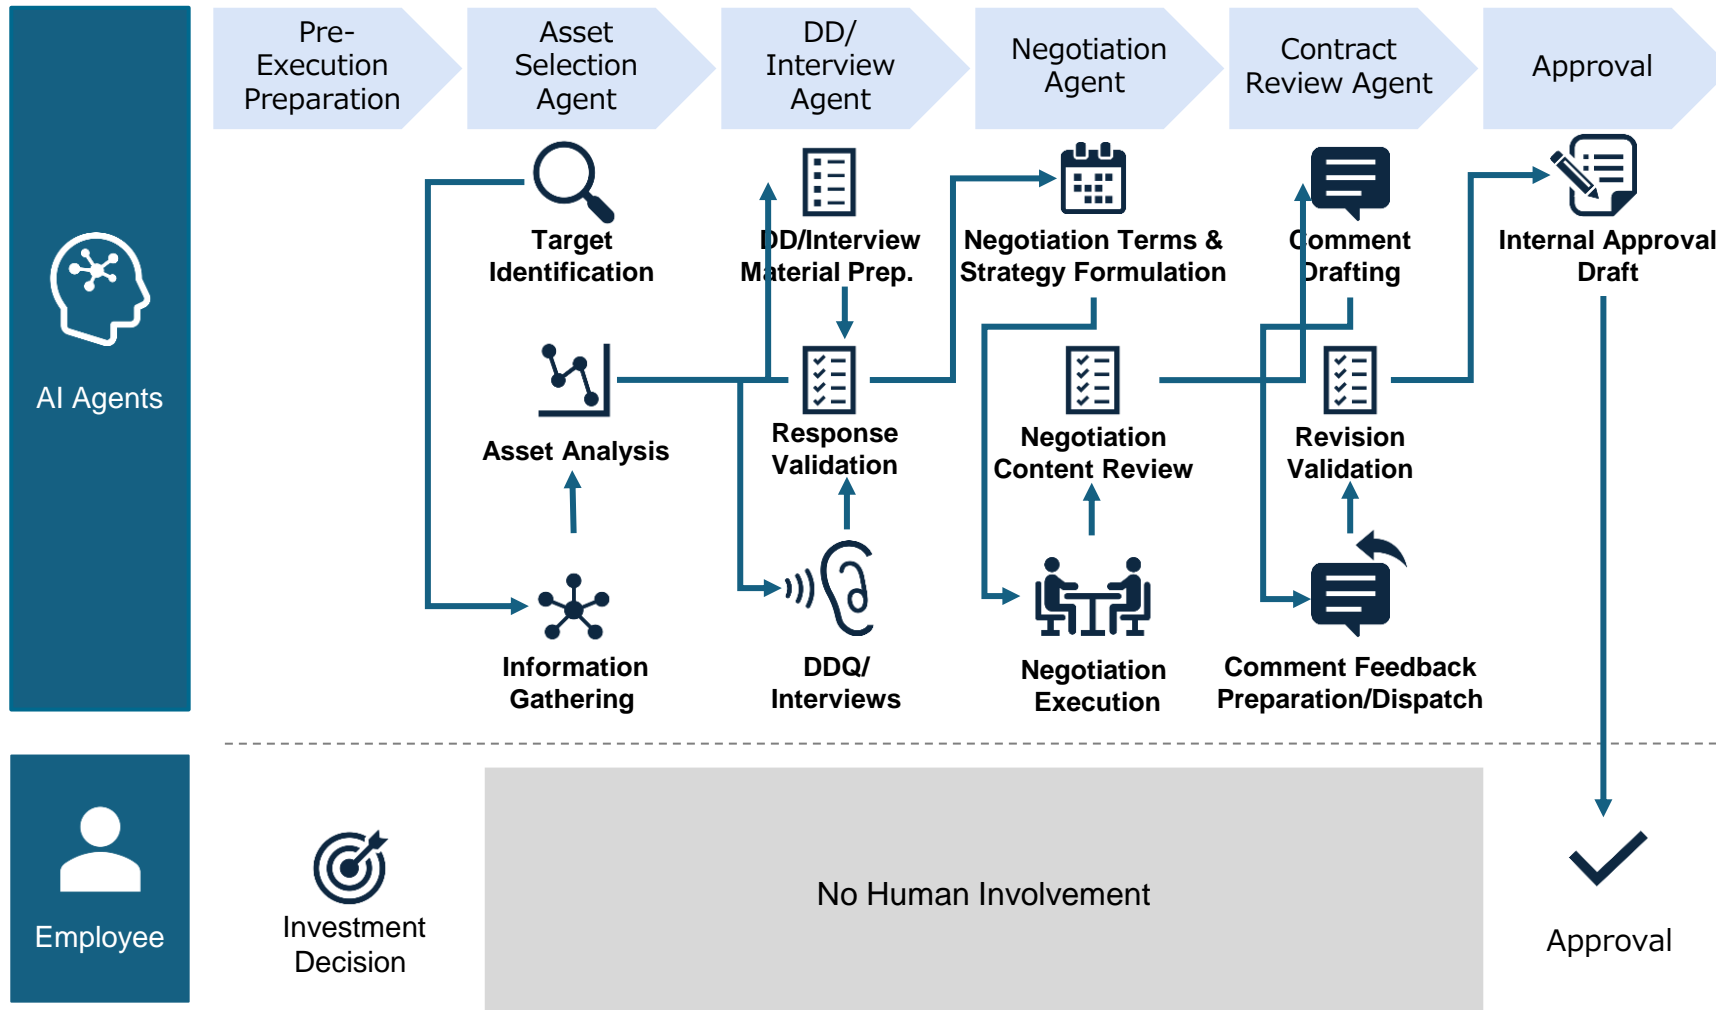 Pre-
Execution
Preparation
Asset
Selection
Agent
DD/
Interview
Agent
Negotiation
Agent
Contract
Review Agent
Approval
AI Agents
Target
Identification
DD/Interview
Material Prep.
Negotiation Terms &
Strategy Formulation
Comment
Drafting
Internal Approval
Draft
Asset Analysis
Response
Validation
Negotiation
Content Review
Revision
Validation
Information
Gathering
DDQ/
Interviews
Negotiation
Execution
Comment Feedback
Preparation/Dispatch
Employee
Investment
Decision
No Human Involvement
Approval